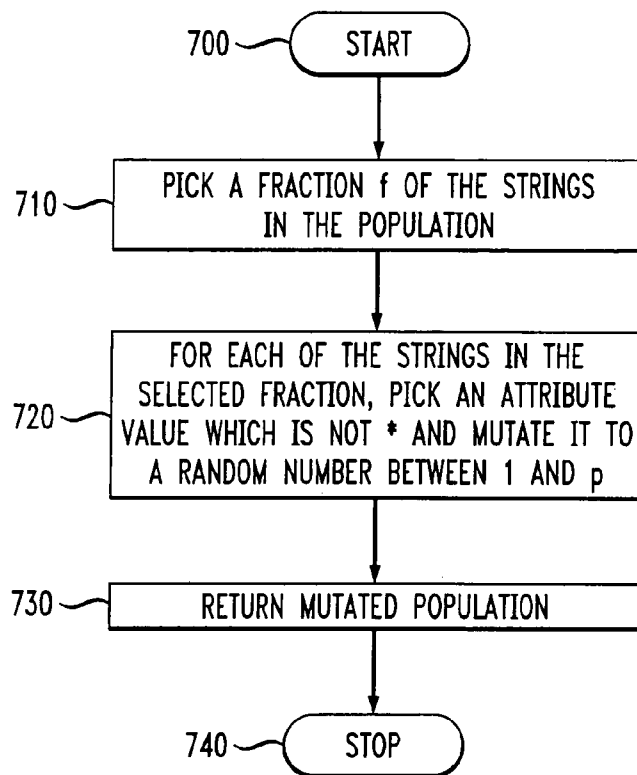 700
START
710
PICK A FRACTION f OF THE STRINGS
IN THE POPULATION
720
FOR EACH OF THE STRINGS IN THE
SELECTED FRACTION, PICK AN ATTRIBUTE
VALUE WHICH IS NOT * AND MUTATE IT TO
A RANDOM NUMBER BETWEEN 1 AND p
730
RETURN MUTATED POPULATION
740
STOP